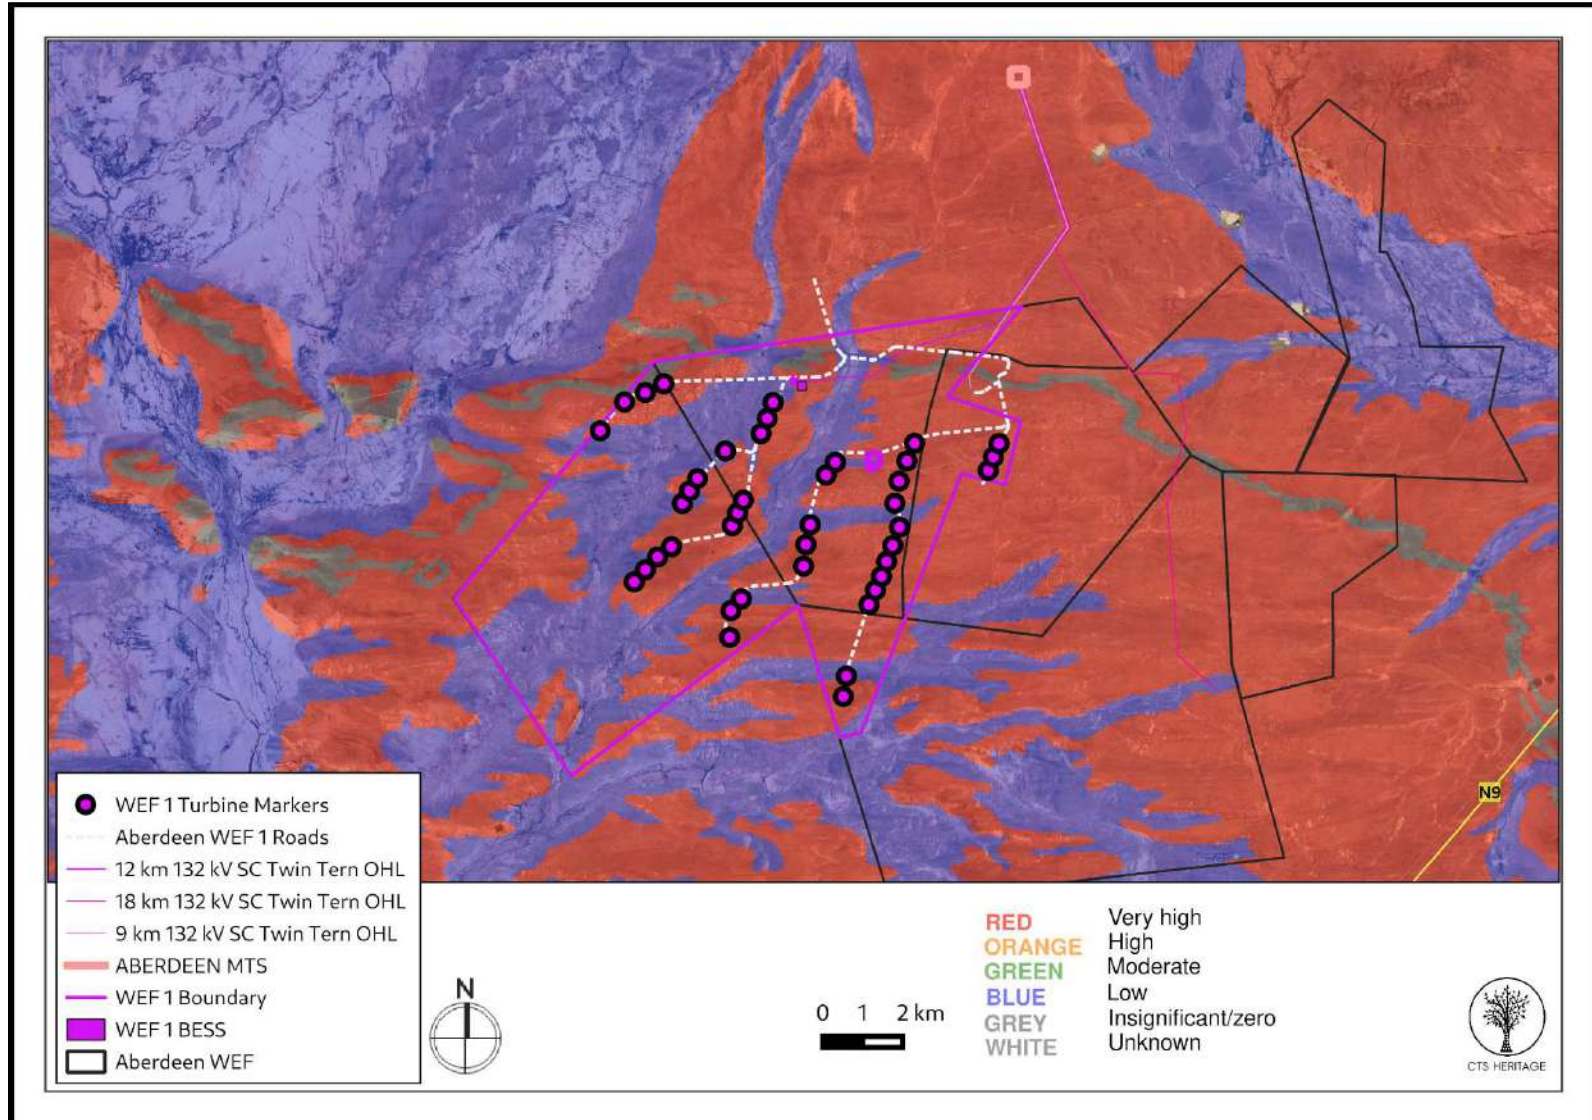 N9
WEF 1 Turbine Markers
Aberdeen WEF 1 Roads
12 km 132 kV SC Twin Tern OHL
18 km 132 kV SC Twin Tern OHL
9 km 132 kV SC Twin Tern OHL
ABERDEEN MTS
WEF 1 Boundary
WEF 1 BESS
Aberdeen WEF
N
0 1 2 km
RED Very high
ORANGE High
GREEN Moderate
BLUE Low
GREY Insignificant/zero
WHITE Unknown
CTS HERITAGE